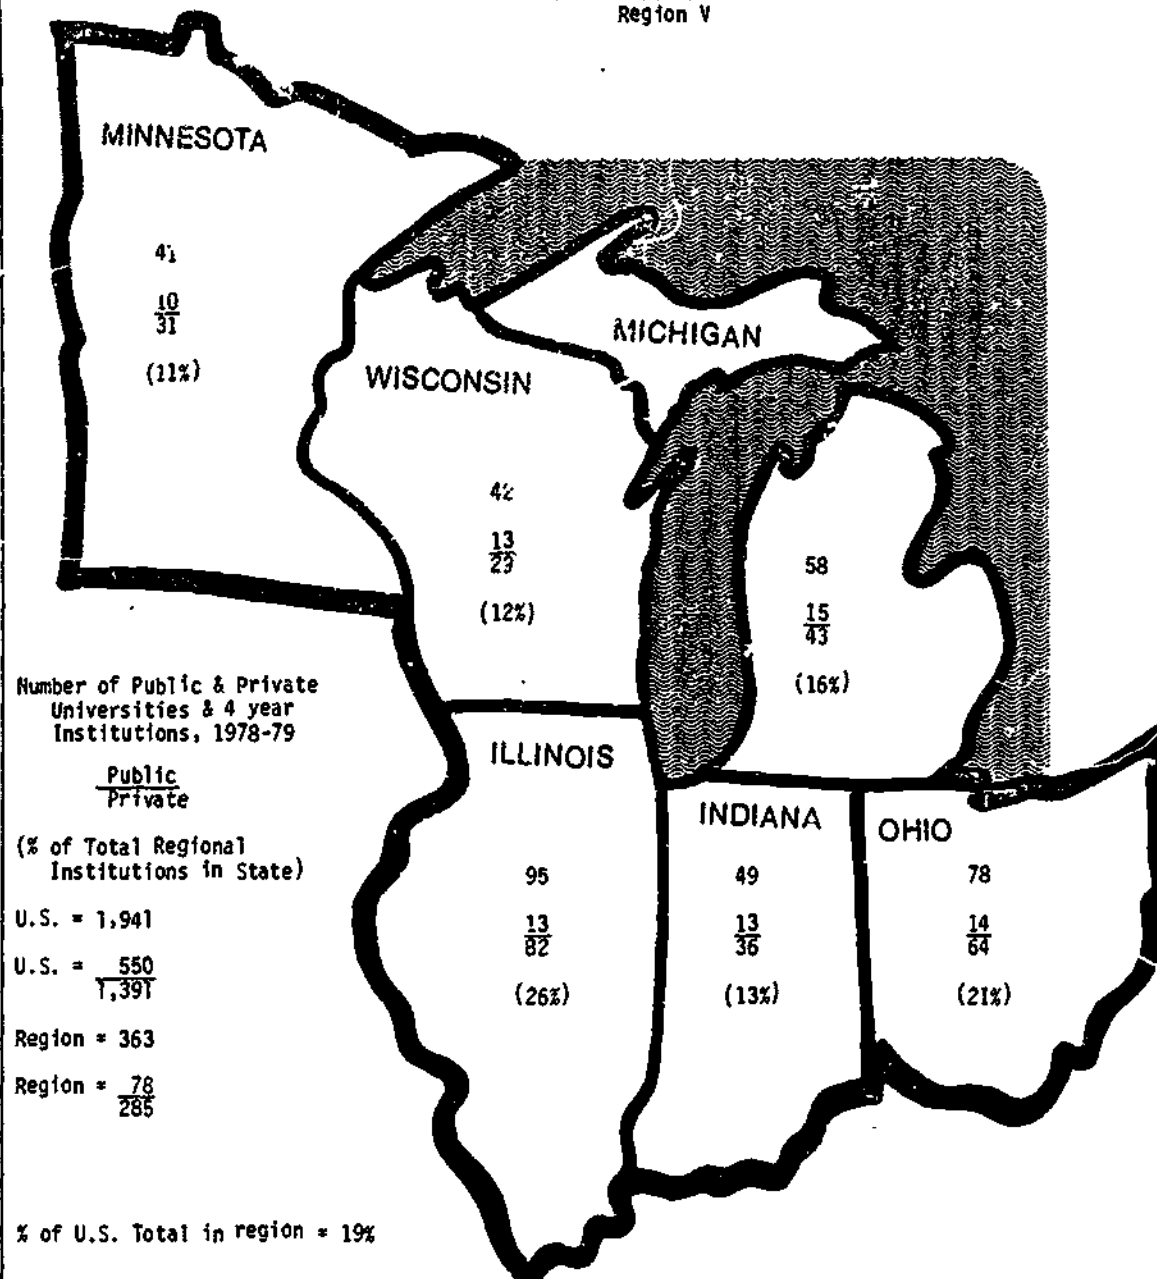 Region V
MINNESOTA
41
10
31
(11%)
WISCONSIN
42
13
29
(12%)
MICHIGAN
58
15
43
(16%)
Number of Public & Private
Universities & 4 year
Institutions, 1978-79
Public
Private
(% of Total Regional
Institutions in State)
U.S. = 1,941
U.S. = 550
1,391
Region = 363
Region = 78
285
% of U.S. Total in region = 19%
ILLINOIS
95
13
82
(26%)
INDIANA
49
13
36
(13%)
OHIO
78
14
64
(21%)